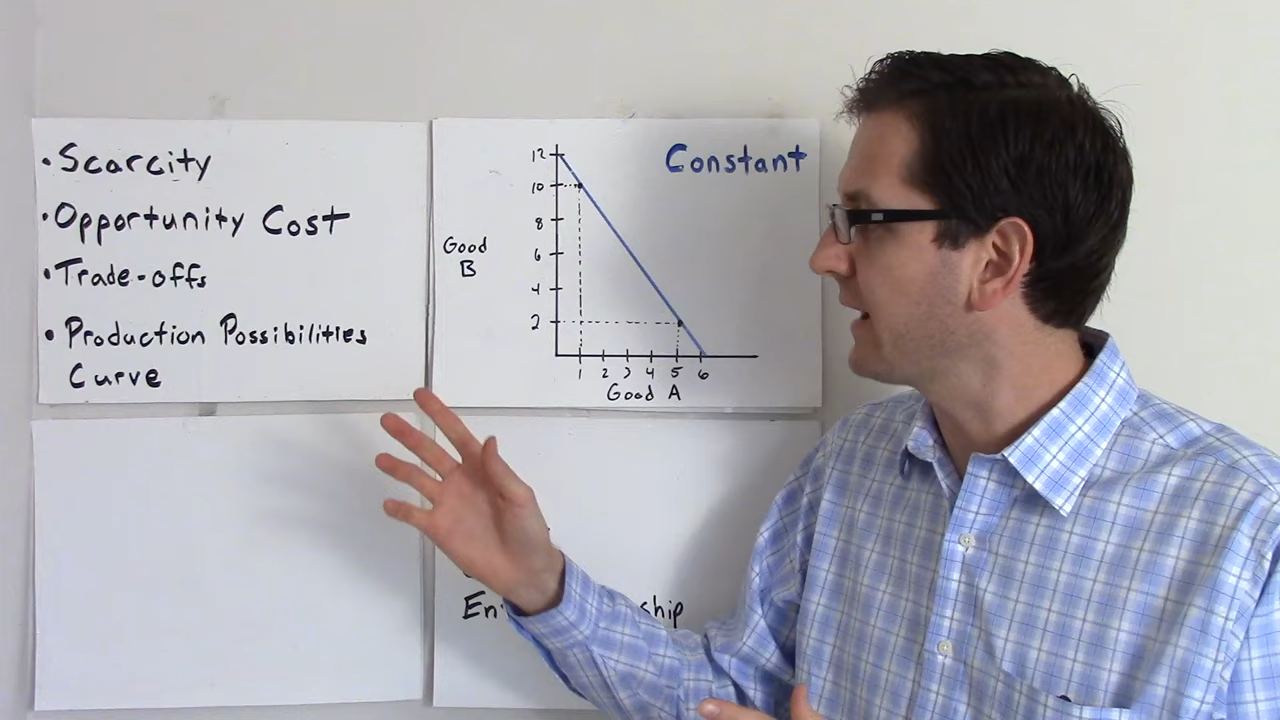 • Scarcity
• Opportunity Cost
• Trade-offs
• Production Possibilities
Curve
Constant
12
10
8
6
4
2
Good
B
1 2 3 4 5 6
Good A